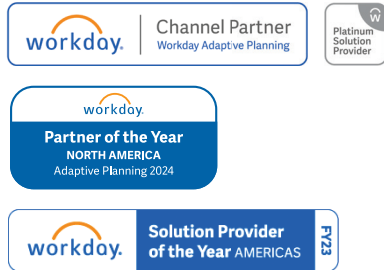 workday.
Channel Partner
Workday Adaptive Planning
W
Platinum
Solution
Provider
workday.
Partner of the Year
NORTH AMERICA
Adaptive Planning 2024
workday.
Solution Provider
of the Year AMERICAS
FY23